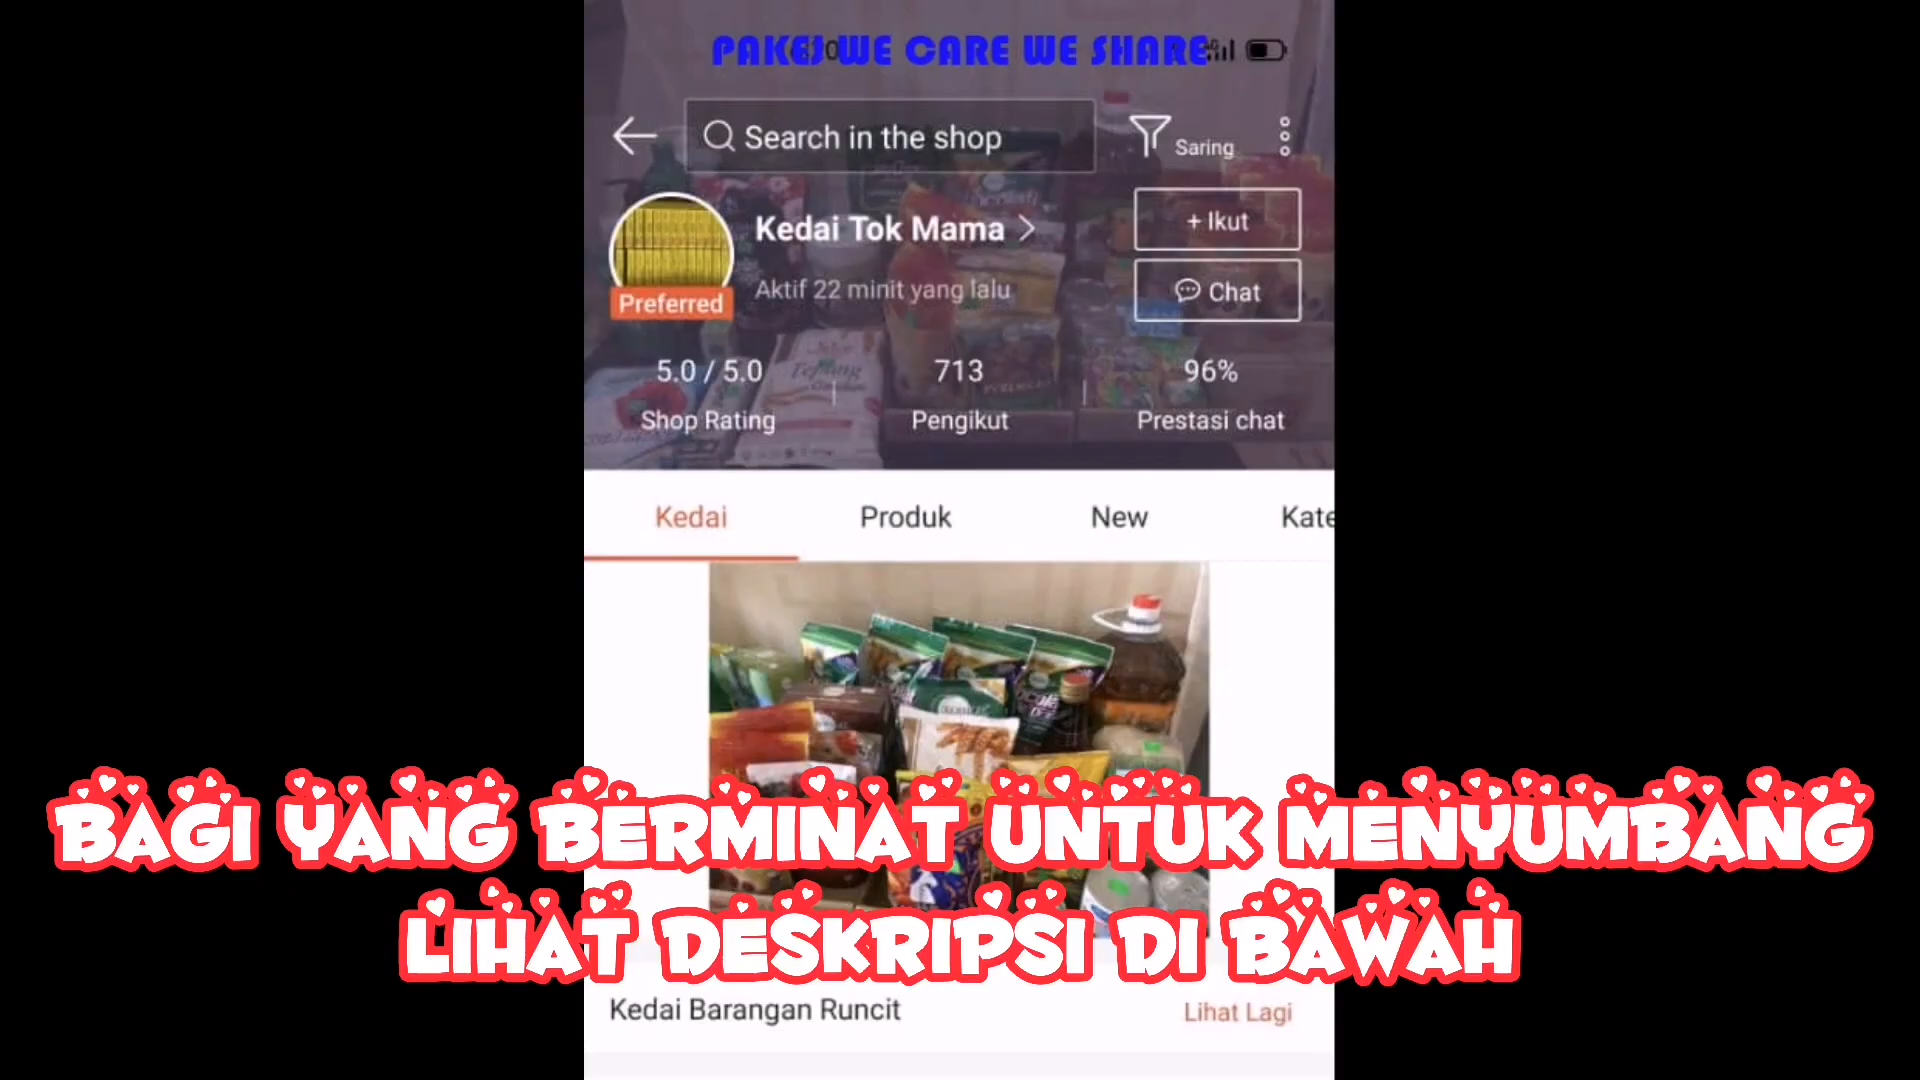 PAKEJ WE CARE WE SHARE
Search in the shop
Saring
Kedai Tok Mama
+ Ikut
Aktif 22 minit yang lalu
Chat
Preferred
5.0 / 5.0
713
96%
Shop Rating
Pengikut
Prestasi chat
Kedai
Produk
New
Kate
BAGI YANG BERMINAT UNTUK MENYUMBANG
LIHAT DESKRIPSI DI BAWAH
Kedai Barangan Runcit
Lihat Lagi